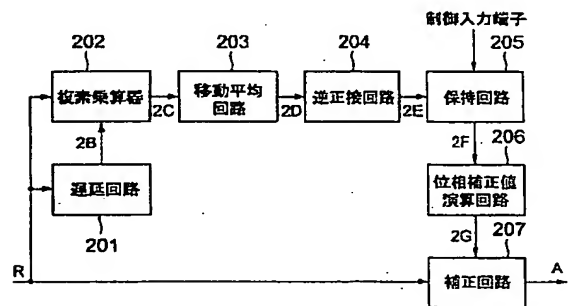 制御入力端子
202
203
204
205
複素乗算器
2C
移動平均
回路
2D
逆正接回路
2E
保持回路
2B
2F
206
遅延回路
位相補正値
演算回路
201
2G
207
R
補正回路
A